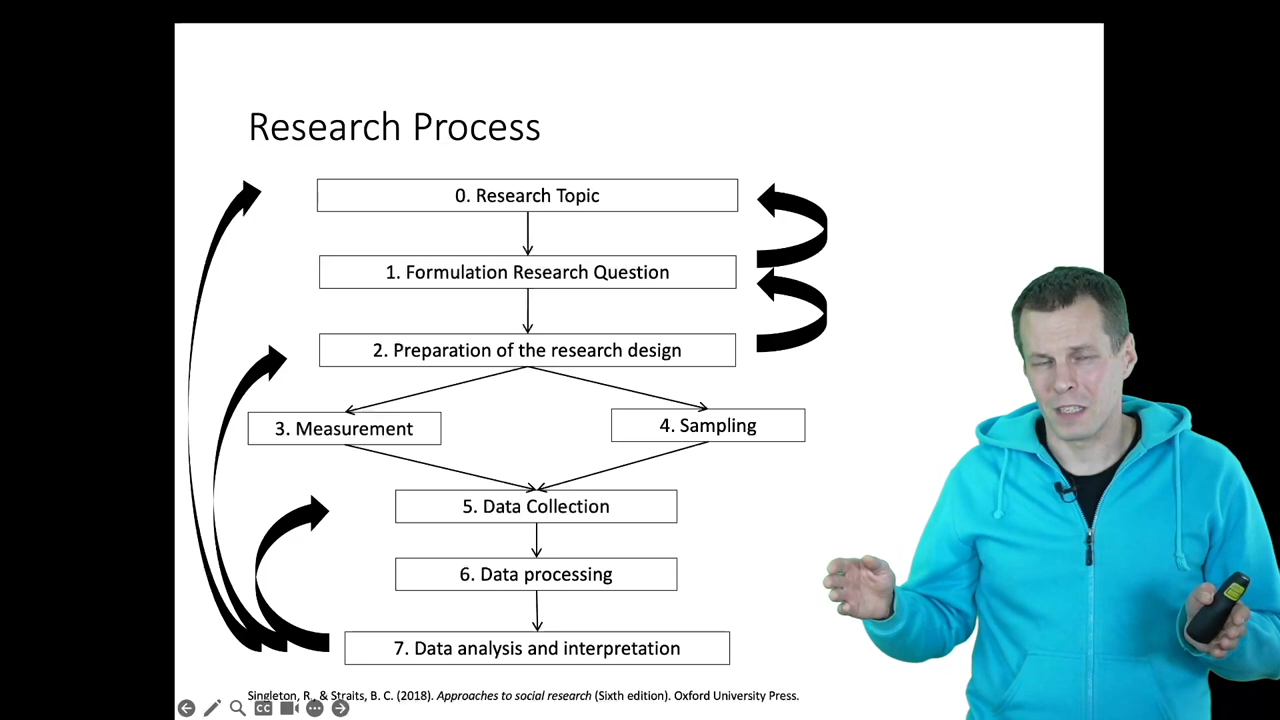 Research Process
0. Research Topic
1. Formulation Research Question
2. Preparation of the research design
3. Measurement
4. Sampling
5. Data Collection
6. Data processing
7. Data analysis and interpretation
Singleton, R., & Straits, B. C. (2018). Approaches to social research (Sixth edition). Oxford University Press.
CC